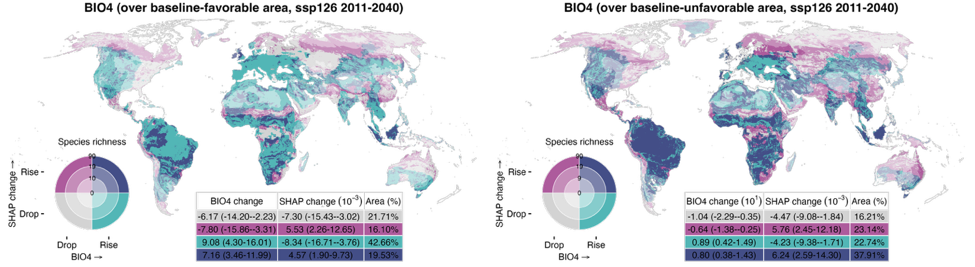 BIO4 (over baseline-favorable area, ssp126 2011-2040)
Species richness
90
10
0
SHAP change →
Rise
Drop
Drop
Rise
BIO4 →
BIO4 change SHAP change (10⁻³) Area (%)
-6.17 (-14.20--2.23) -7.30 (-15.43--3.02) 21.71%
-7.80 (-15.86--3.31) 5.53 (2.26-12.65) 16.10%
9.08 (4.30-16.01) -8.34 (-16.71--3.76) 42.66%
7.16 (3.46-11.99) 4.57 (1.90-9.73) 19.53%
BIO4 (over baseline-unfavorable area, ssp126 2011-2040)
Species richness
90
10
0
SHAP change →
Rise
Drop
Drop
Rise
BIO4 →
BIO4 change (10¹) SHAP change (10⁻³) Area (%)
-1.04 (-2.29--0.35) -4.47 (-9.08--1.84) 16.21%
-0.64 (-1.38--0.25) 5.76 (2.45-12.18) 23.14%
0.89 (0.42-1.49) -4.23 (-9.38--1.71) 22.74%
0.80 (0.38-1.43) 6.24 (2.59-14.30) 37.91%